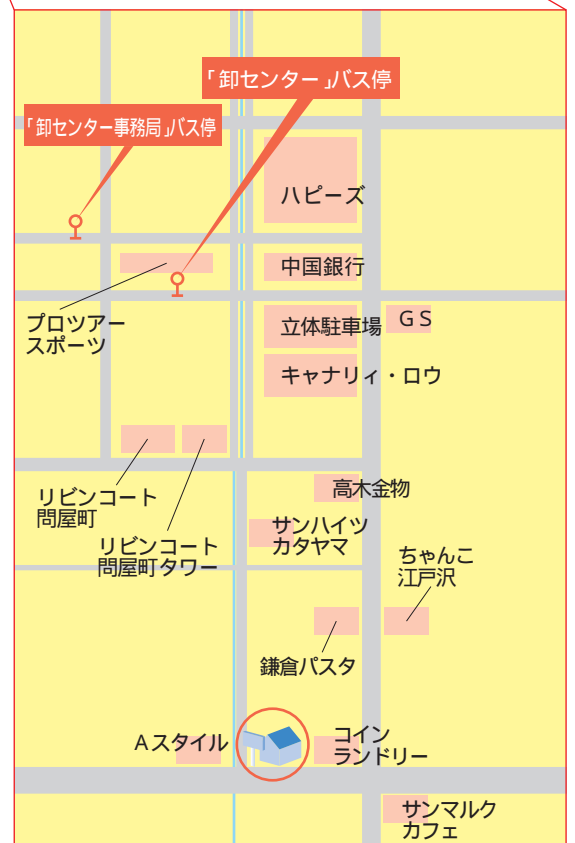 「卸センター」バス停
「卸センター事務局」バス停
ハピーズ
中国銀行
プロツアー
スポーツ
立体駐車場
ＧＳ
キャナリィ・ロウ
リビンコート
問屋町
リビンコート
問屋町タワー
高木金物
サンハイツ
カタヤマ
ちゃんこ
江戸沢
鎌倉パスタ
Ａスタイル
コイン
ランドリー
サンマルク
カフェ